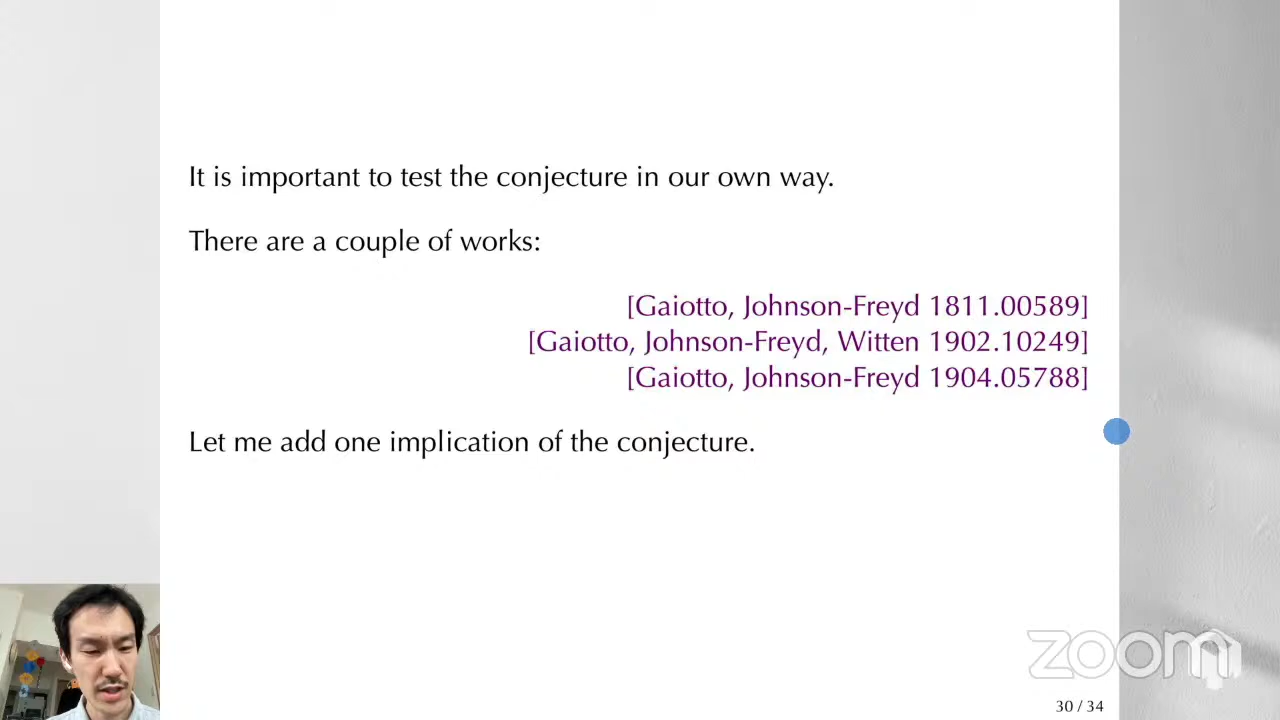 It is important to test the conjecture in our own way.
There are a couple of works:
[Gaiotto, Johnson-Freyd 1811.00589]
[Gaiotto, Johnson-Freyd, Witten 1902.10249]
[Gaiotto, Johnson-Freyd 1904.05788]
Let me add one implication of the conjecture.
zoom
30 / 34